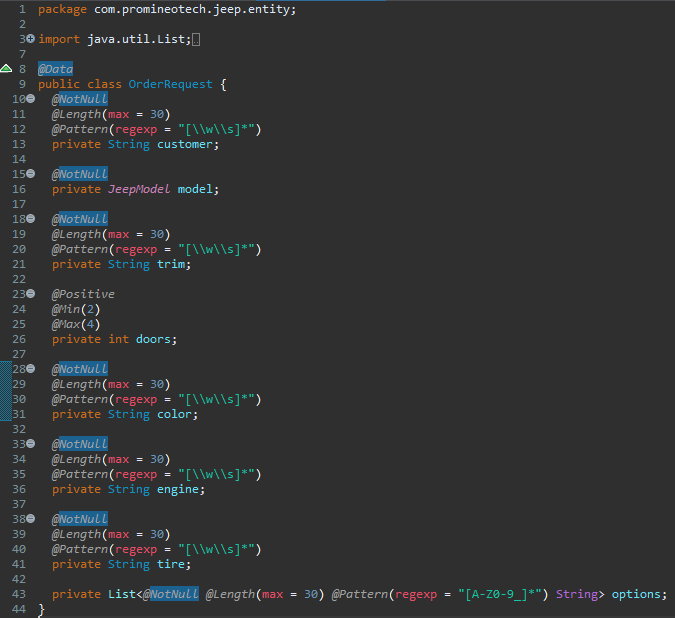 1 package com.promineotech.jeep.entity;
2
3 import java.util.List;
7
8 @Data
9 public class OrderRequest {
10 @NotNull
11 @Length(max = 30)
12 @Pattern(regexp = "[\\w\\s]*")
13 private String customer;
14
15 @NotNull
16 private JeepModel model;
17
18 @NotNull
19 @Length(max = 30)
20 @Pattern(regexp = "[\\w\\s]*")
21 private String trim;
22
23 @Positive
24 @Min(2)
25 @Max(4)
26 private int doors;
27
28 @NotNull
29 @Length(max = 30)
30 @Pattern(regexp = "[\\w\\s]*")
31 private String color;
32
33 @NotNull
34 @Length(max = 30)
35 @Pattern(regexp = "[\\w\\s]*")
36 private String engine;
37
38 @NotNull
39 @Length(max = 30)
40 @Pattern(regexp = "[\\w\\s]*")
41 private String tire;
42
43 private List<@NotNull @Length(max = 30) @Pattern(regexp = "[A-Z0-9_]*") String> options;
44 }